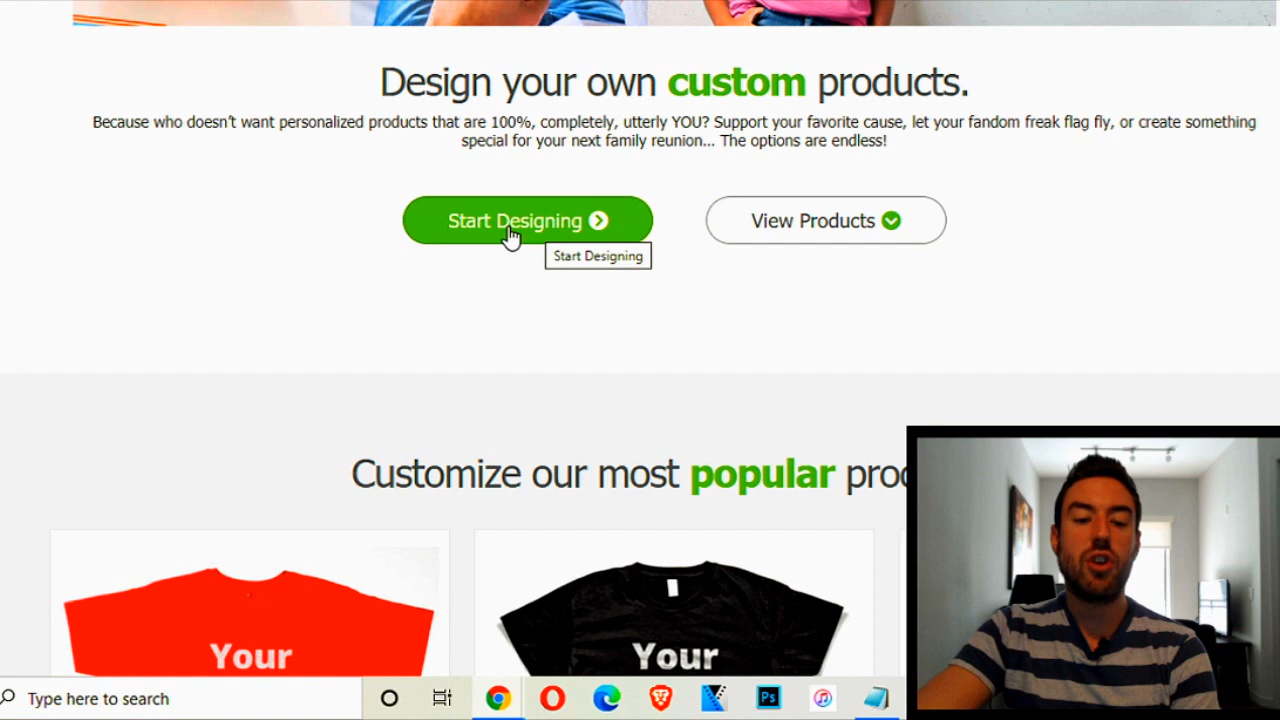 Design your own custom products.
Because who doesn’t want personalized products that are 100%, completely, utterly YOU? Support your favorite cause, let your fandom freak flag fly, or create something
special for your next family reunion... The options are endless!
Start Designing
View Products
Start Designing
Customize our most popular
Your
Your
Type here to search
Ps